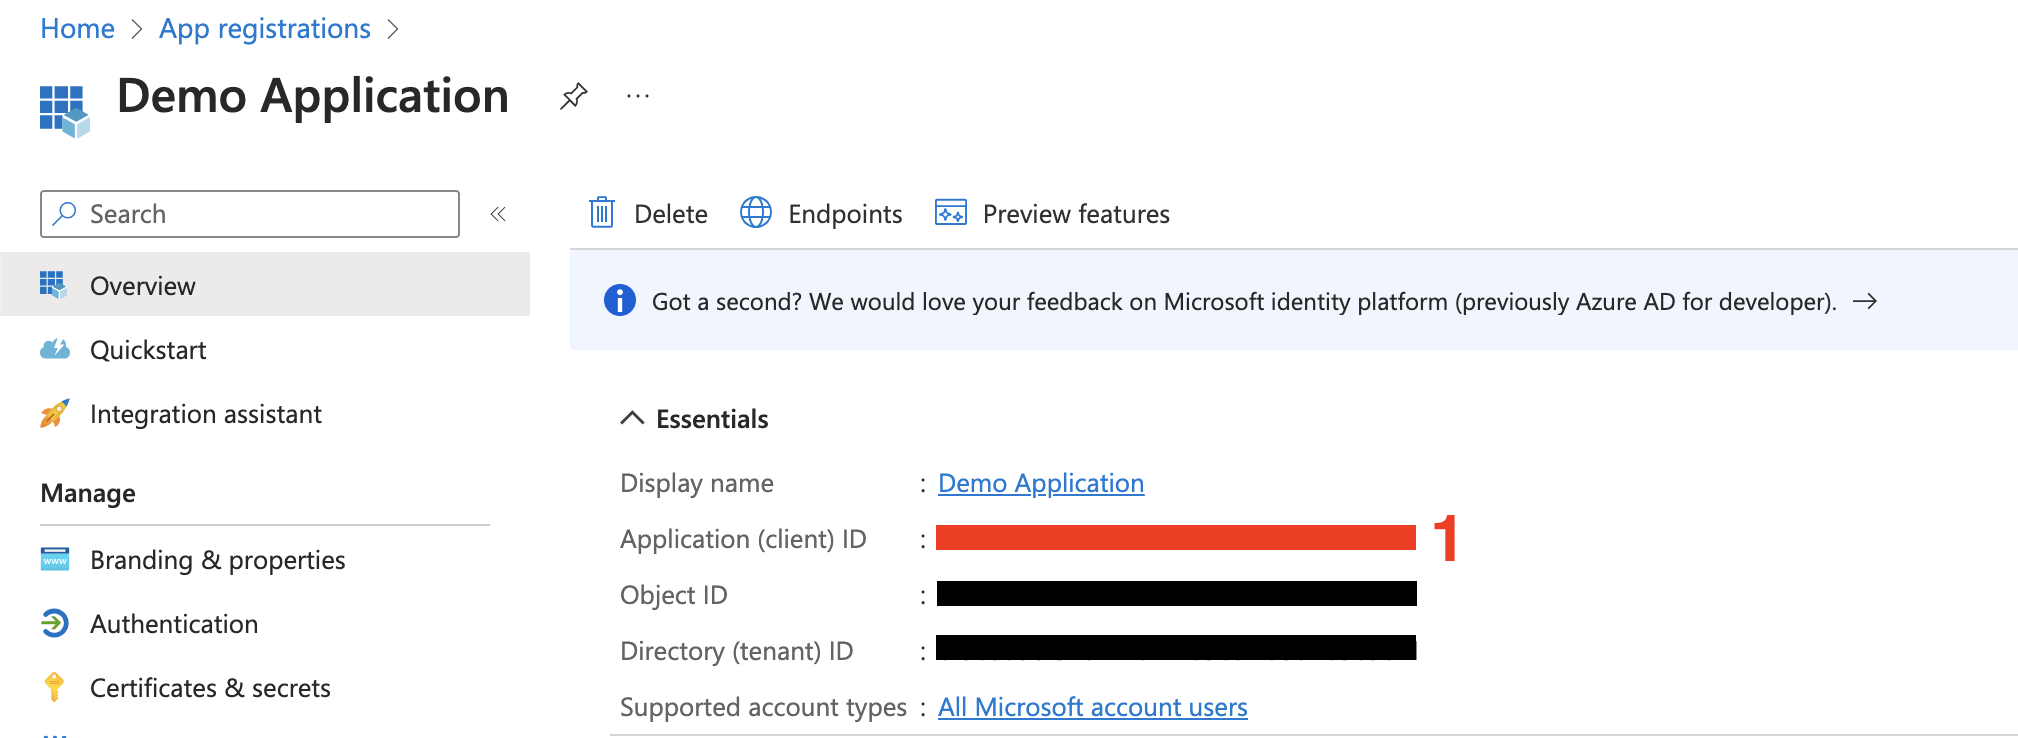 Home > App registrations >
Demo Application ...
Search «
Delete Endpoints Preview features
Overview
Got a second? We would love your feedback on Microsoft identity platform (previously Azure AD for developer). →
Quickstart
Integration assistant
Essentials
Manage
Display name : Demo Application
Application (client) ID : 1
Branding & properties
Object ID :
Authentication
Directory (tenant) ID :
Certificates & secrets
Supported account types : All Microsoft account users